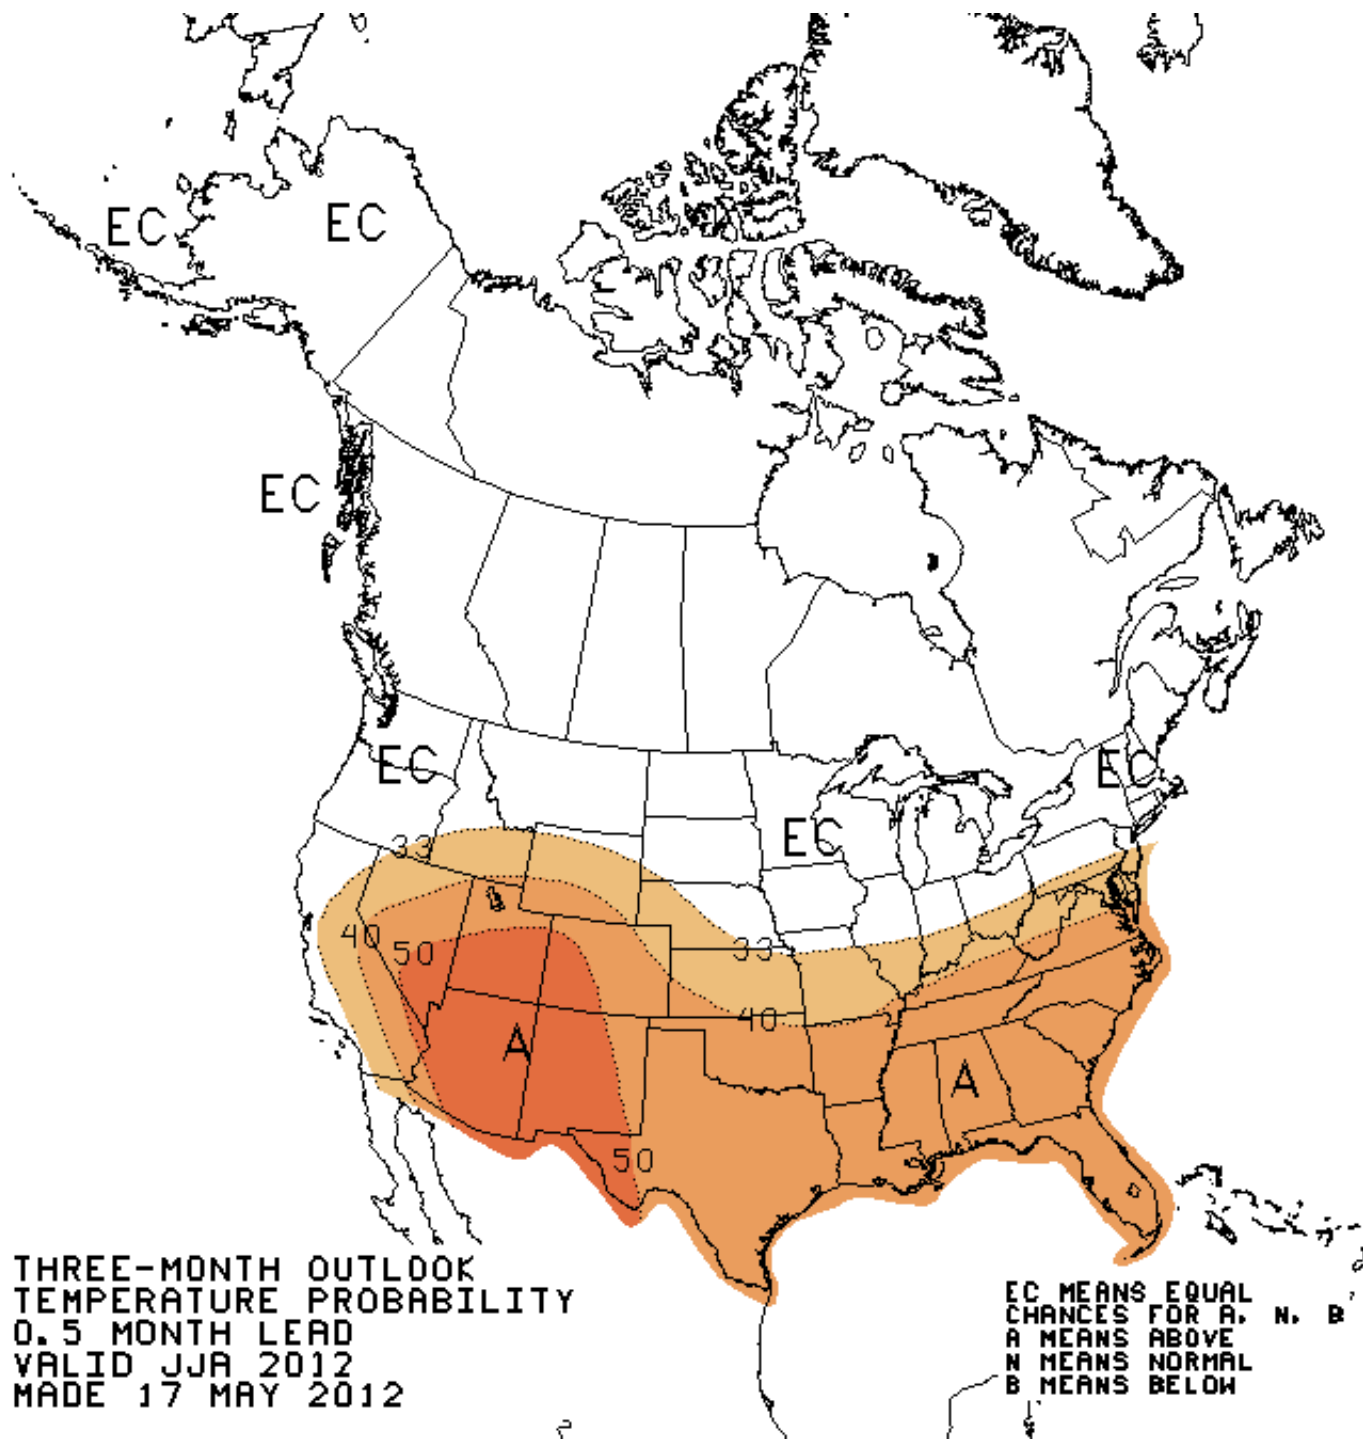 EC
EC
EC
EC
EC
EC
33
40
50
33
40
A
A
50
THREE-MONTH OUTLOOK
TEMPERATURE PROBABILITY
0.5 MONTH LEAD
VALID JJA 2012
MADE 17 MAY 2012
EC MEANS EQUAL
CHANCES FOR A, N, B
A MEANS ABOVE
N MEANS NORMAL
B MEANS BELOW